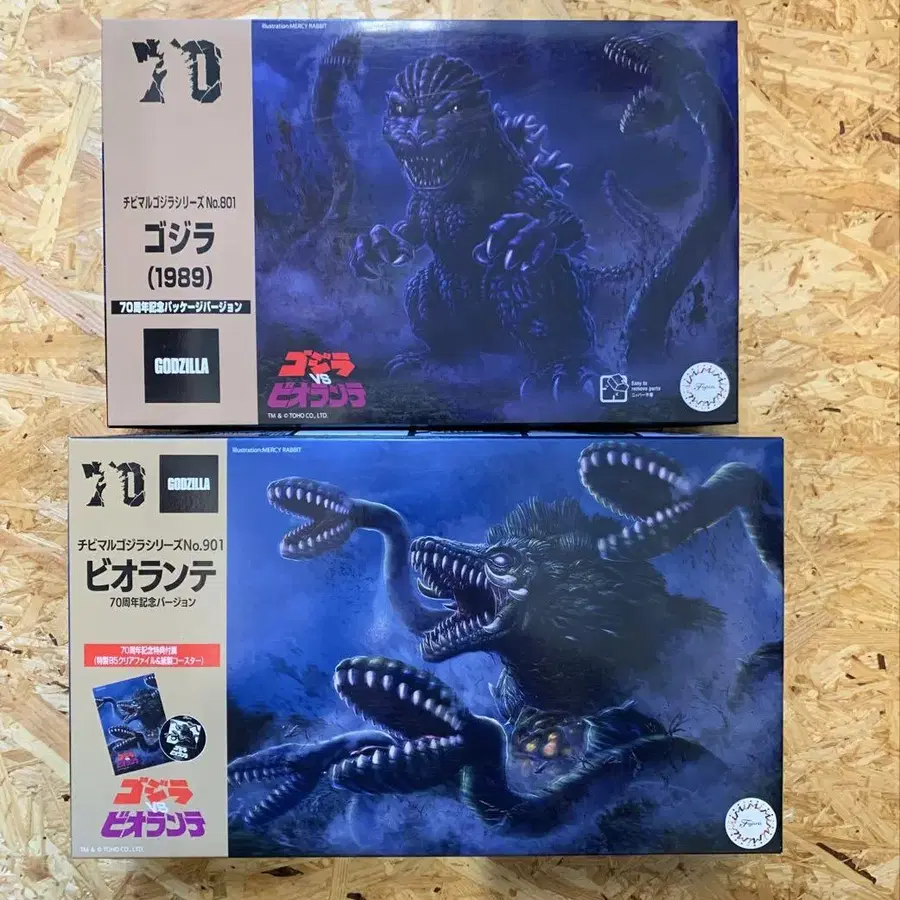 Illustration:MERCY RABBIT
70
チビマルゴジラシリーズ No.801
ゴジラ
(1989)
70周年記念パッケージバージョン
GODZILLA
ゴジラ
VS
ビオランテ
TM & © TOHO CO., LTD.
Easy to
remove parts
ニッパー不要
Fujimi
Illustration:MERCY RABBIT
70
GODZILLA
チビマルゴジラシリーズNo.901
ビオランテ
70周年記念バージョン
70周年記念特典付属
(特製B5クリアファイル&紙製コースター)
ゴジラ
VS
ビオランテ
TM & © TOHO CO., LTD.
Fujimi